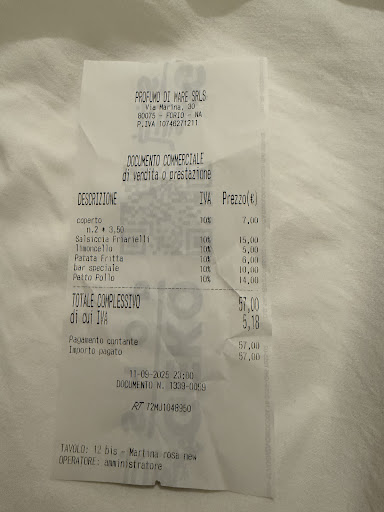 PROFUMO DI MARE SRLS
Via Marina, 30
80075 - FORIO - NA
P.IVA 10746271211
DOCUMENTO COMMERCIALE
di vendita o prestazione
DESCRIZIONE IVA Prezzo(€)
coperto 10% 7,00
n.2 * 3,50
Salsiccia Friarielli 10% 15,00
limoncello 10% 5,00
Patata Fritta 10% 6,00
bar speciale 10% 10,00
Petto Pollo 10% 14,00
TOTALE COMPLESSIVO 57,00
di cui IVA 5,18
Pagamento contante 57,00
Importo pagato 57,00
11-09-2025 23:00
DOCUMENTO N. 1339-0059
RT 72MJ1048950
TAVOLO: 12 bis - Martina rosa new
OPERATORE: amministratore